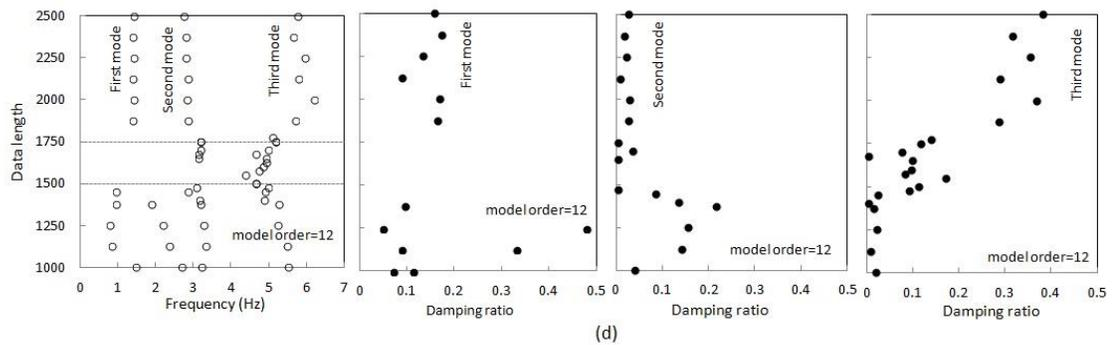 Data length
2500
2250
2000
1750
1500
1250
1000
First mode
Second mode
Third mode
model order=12
0 1 2 3 4 5 6 7
Frequency (Hz)
First mode
model order=12
0 0.1 0.2 0.3 0.4 0.5
Damping ratio
Second mode
model order=12
0 0.1 0.2 0.3 0.4 0.5
Damping ratio
Third mode
model order=12
0 0.1 0.2 0.3 0.4 0.5
Damping ratio
(d)